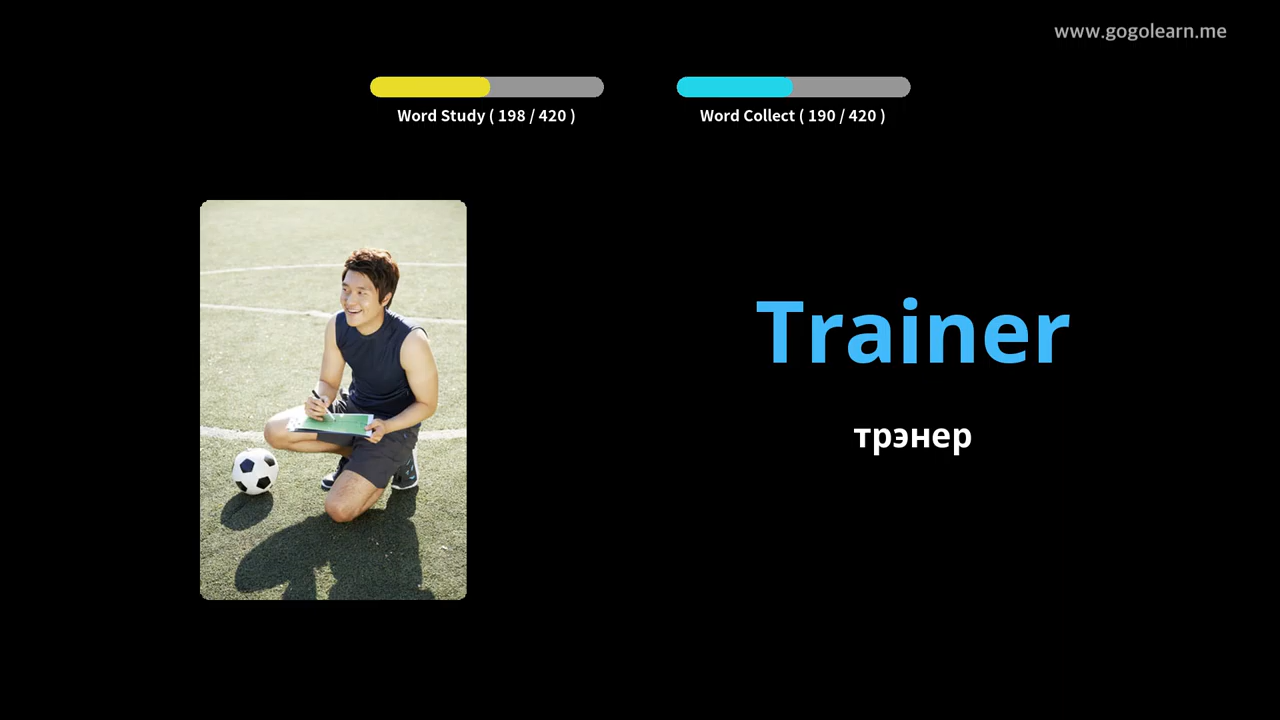 www.gogolearn.me
Word Study ( 198 / 420 )
Word Collect ( 190 / 420 )
Trainer
трэнер